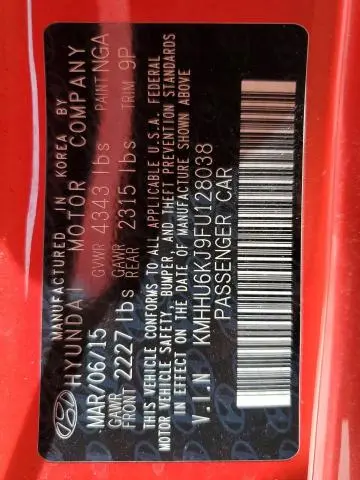 MANUFACTURED IN KOREA BY
HYUNDAI MOTOR COMPANY
MAR/06/15 GVWR 4343 lbs PAINT NGA
GAWR FRONT 2227 lbs GAWR REAR 2315 lbs TRIM 9P
THIS VEHICLE CONFORMS TO ALL APPLICABLE U.S.A. FEDERAL
MOTOR VEHICLE SAFETY, BUMPER, AND THEFT PREVENTION STANDARDS
IN EFFECT ON THE DATE OF MANUFACTURE SHOWN ABOVE
V.I.N KMHHU6KJ9FU128038
PASSENGER CAR